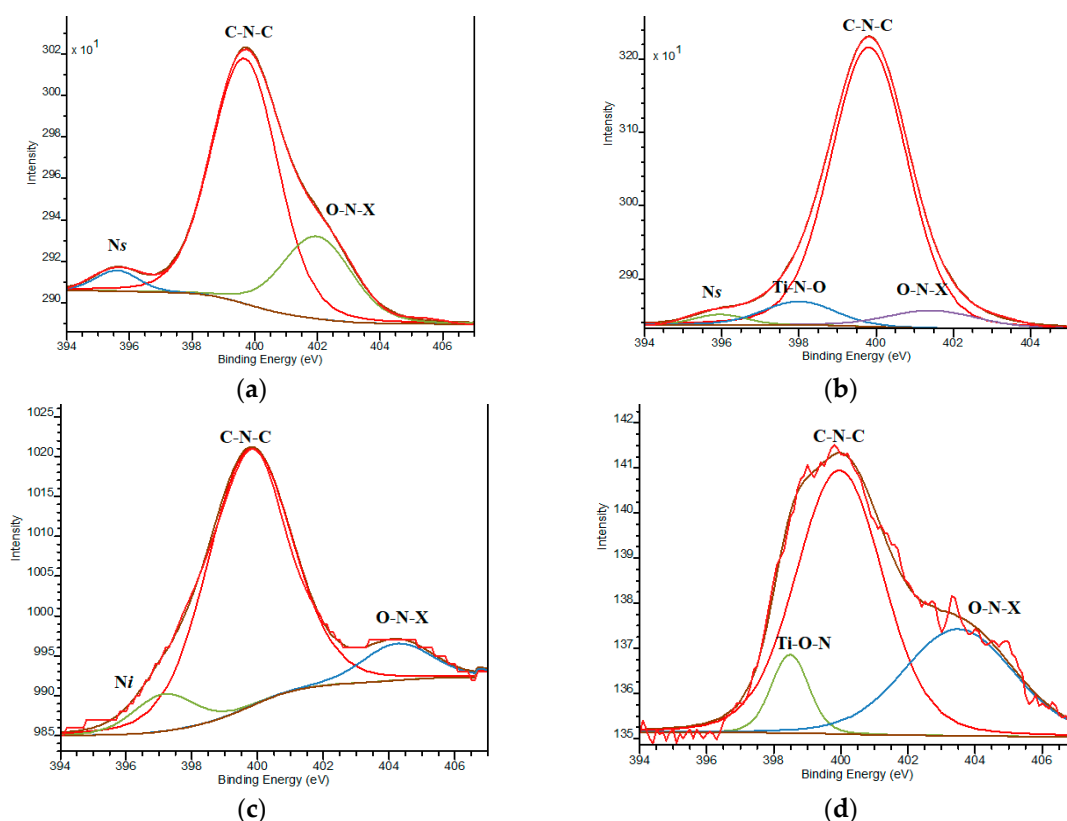 C-N-C
x 10¹
302
300
298
296
294
292
290
Intensity
Ns
O-N-X
394 396 398 400 402 404 406
Binding Energy (eV)
(a)
C-N-C
x 10¹
320
310
300
290
Intensity
Ns
Ti-N-O
O-N-X
394 396 398 400 402 404
Binding Energy (eV)
(b)
C-N-C
1025
1020
1015
1010
1005
1000
995
990
985
Intensity
Ni
O-N-X
394 396 398 400 402 404 406
Binding Energy (eV)
(c)
C-N-C
142
141
140
139
138
137
136
135
Intensity
Ti-O-N
O-N-X
394 396 398 400 402 404 406
Binding Energy (eV)
(d)